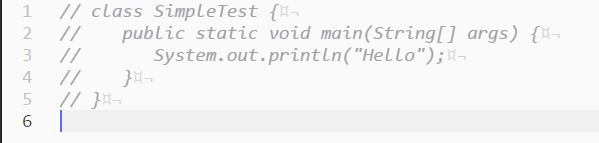 1 // class SimpleTest {¤¬
2 //    public static void main(String[] args) {¤¬
3 //       System.out.println("Hello");¤¬
4 //    }¤¬
5 // }¤¬
6